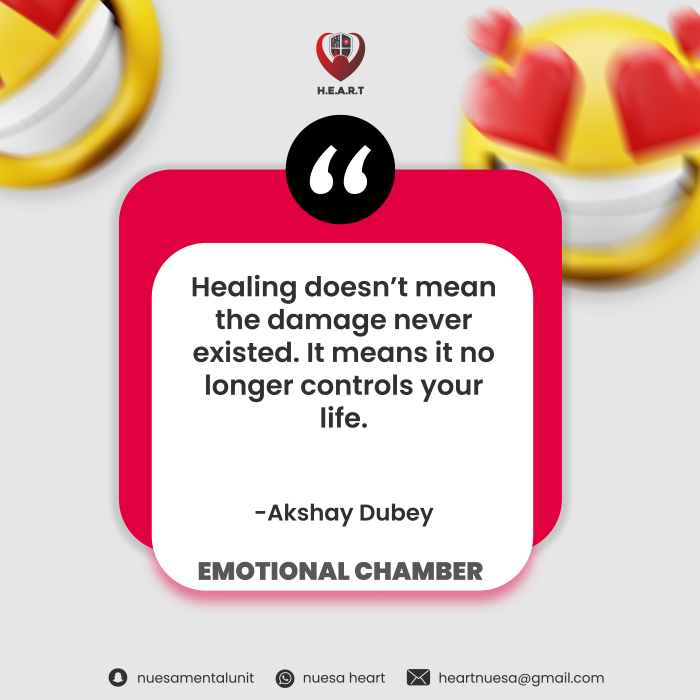 H.E.A.R.T
“
Healing doesn’t mean
the damage never
existed. It means it no
longer controls your
life.
-Akshay Dubey
EMOTIONAL CHAMBER
nuesamentalunit nuesa heart heartnuesa@gmail.com